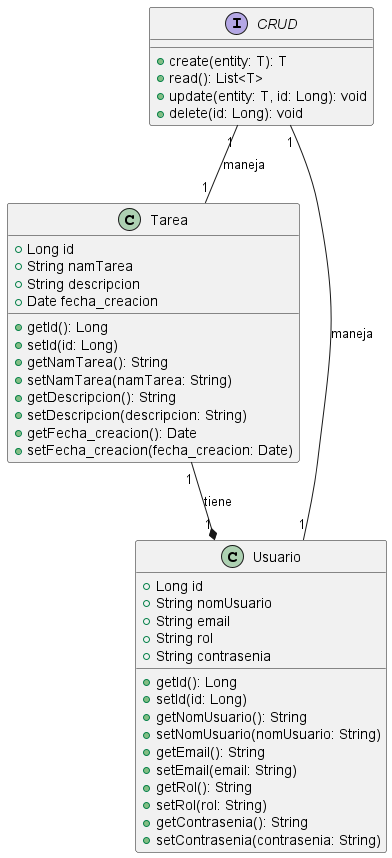 I CRUD
create(entity: T): T
read(): List<T>
update(entity: T, id: Long): void
delete(id: Long): void
1
1
maneja
1
C Tarea
Long id
String namTarea
String descripcion
Date fecha_creacion
getId(): Long
setId(id: Long)
getNamTarea(): String
setNamTarea(namTarea: String)
getDescripcion(): String
setDescripcion(descripcion: String)
getFecha_creacion(): Date
setFecha_creacion(fecha_creacion: Date)
maneja
1
tiene
1
1
C Usuario
Long id
String nomUsuario
String email
String rol
String contrasenia
getId(): Long
setId(id: Long)
getNomUsuario(): String
setNomUsuario(nomUsuario: String)
getEmail(): String
setEmail(email: String)
getRol(): String
setRol(rol: String)
getContrasenia(): String
setContrasenia(contrasenia: String)